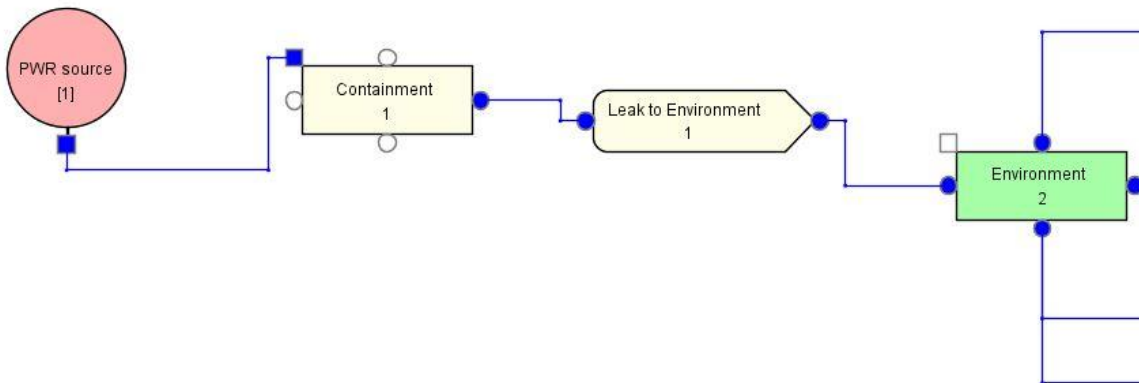 PWR source
[1]
Containment
1
Leak to Environment
1
Environment
2